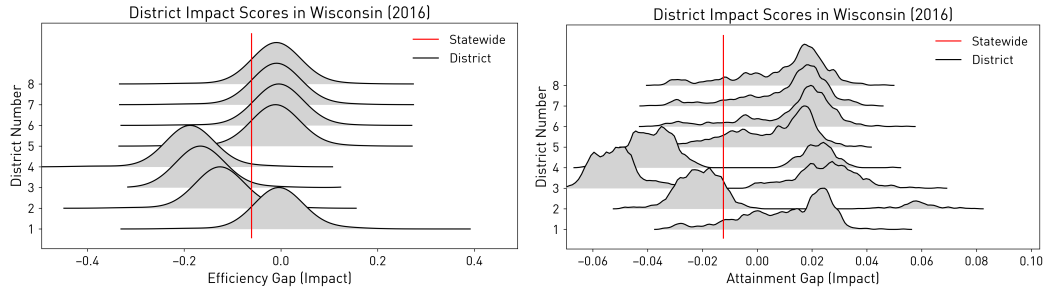 District Impact Scores in Wisconsin (2016)
Statewide
District
8
7
6
5
4
3
2
1
District Number
−0.4 −0.2 0.0 0.2 0.4
Efficiency Gap (Impact)
District Impact Scores in Wisconsin (2016)
Statewide
District
8
7
6
5
4
3
2
1
District Number
−0.06 −0.04 −0.02 0.00 0.02 0.04 0.06 0.08 0.10
Attainment Gap (Impact)